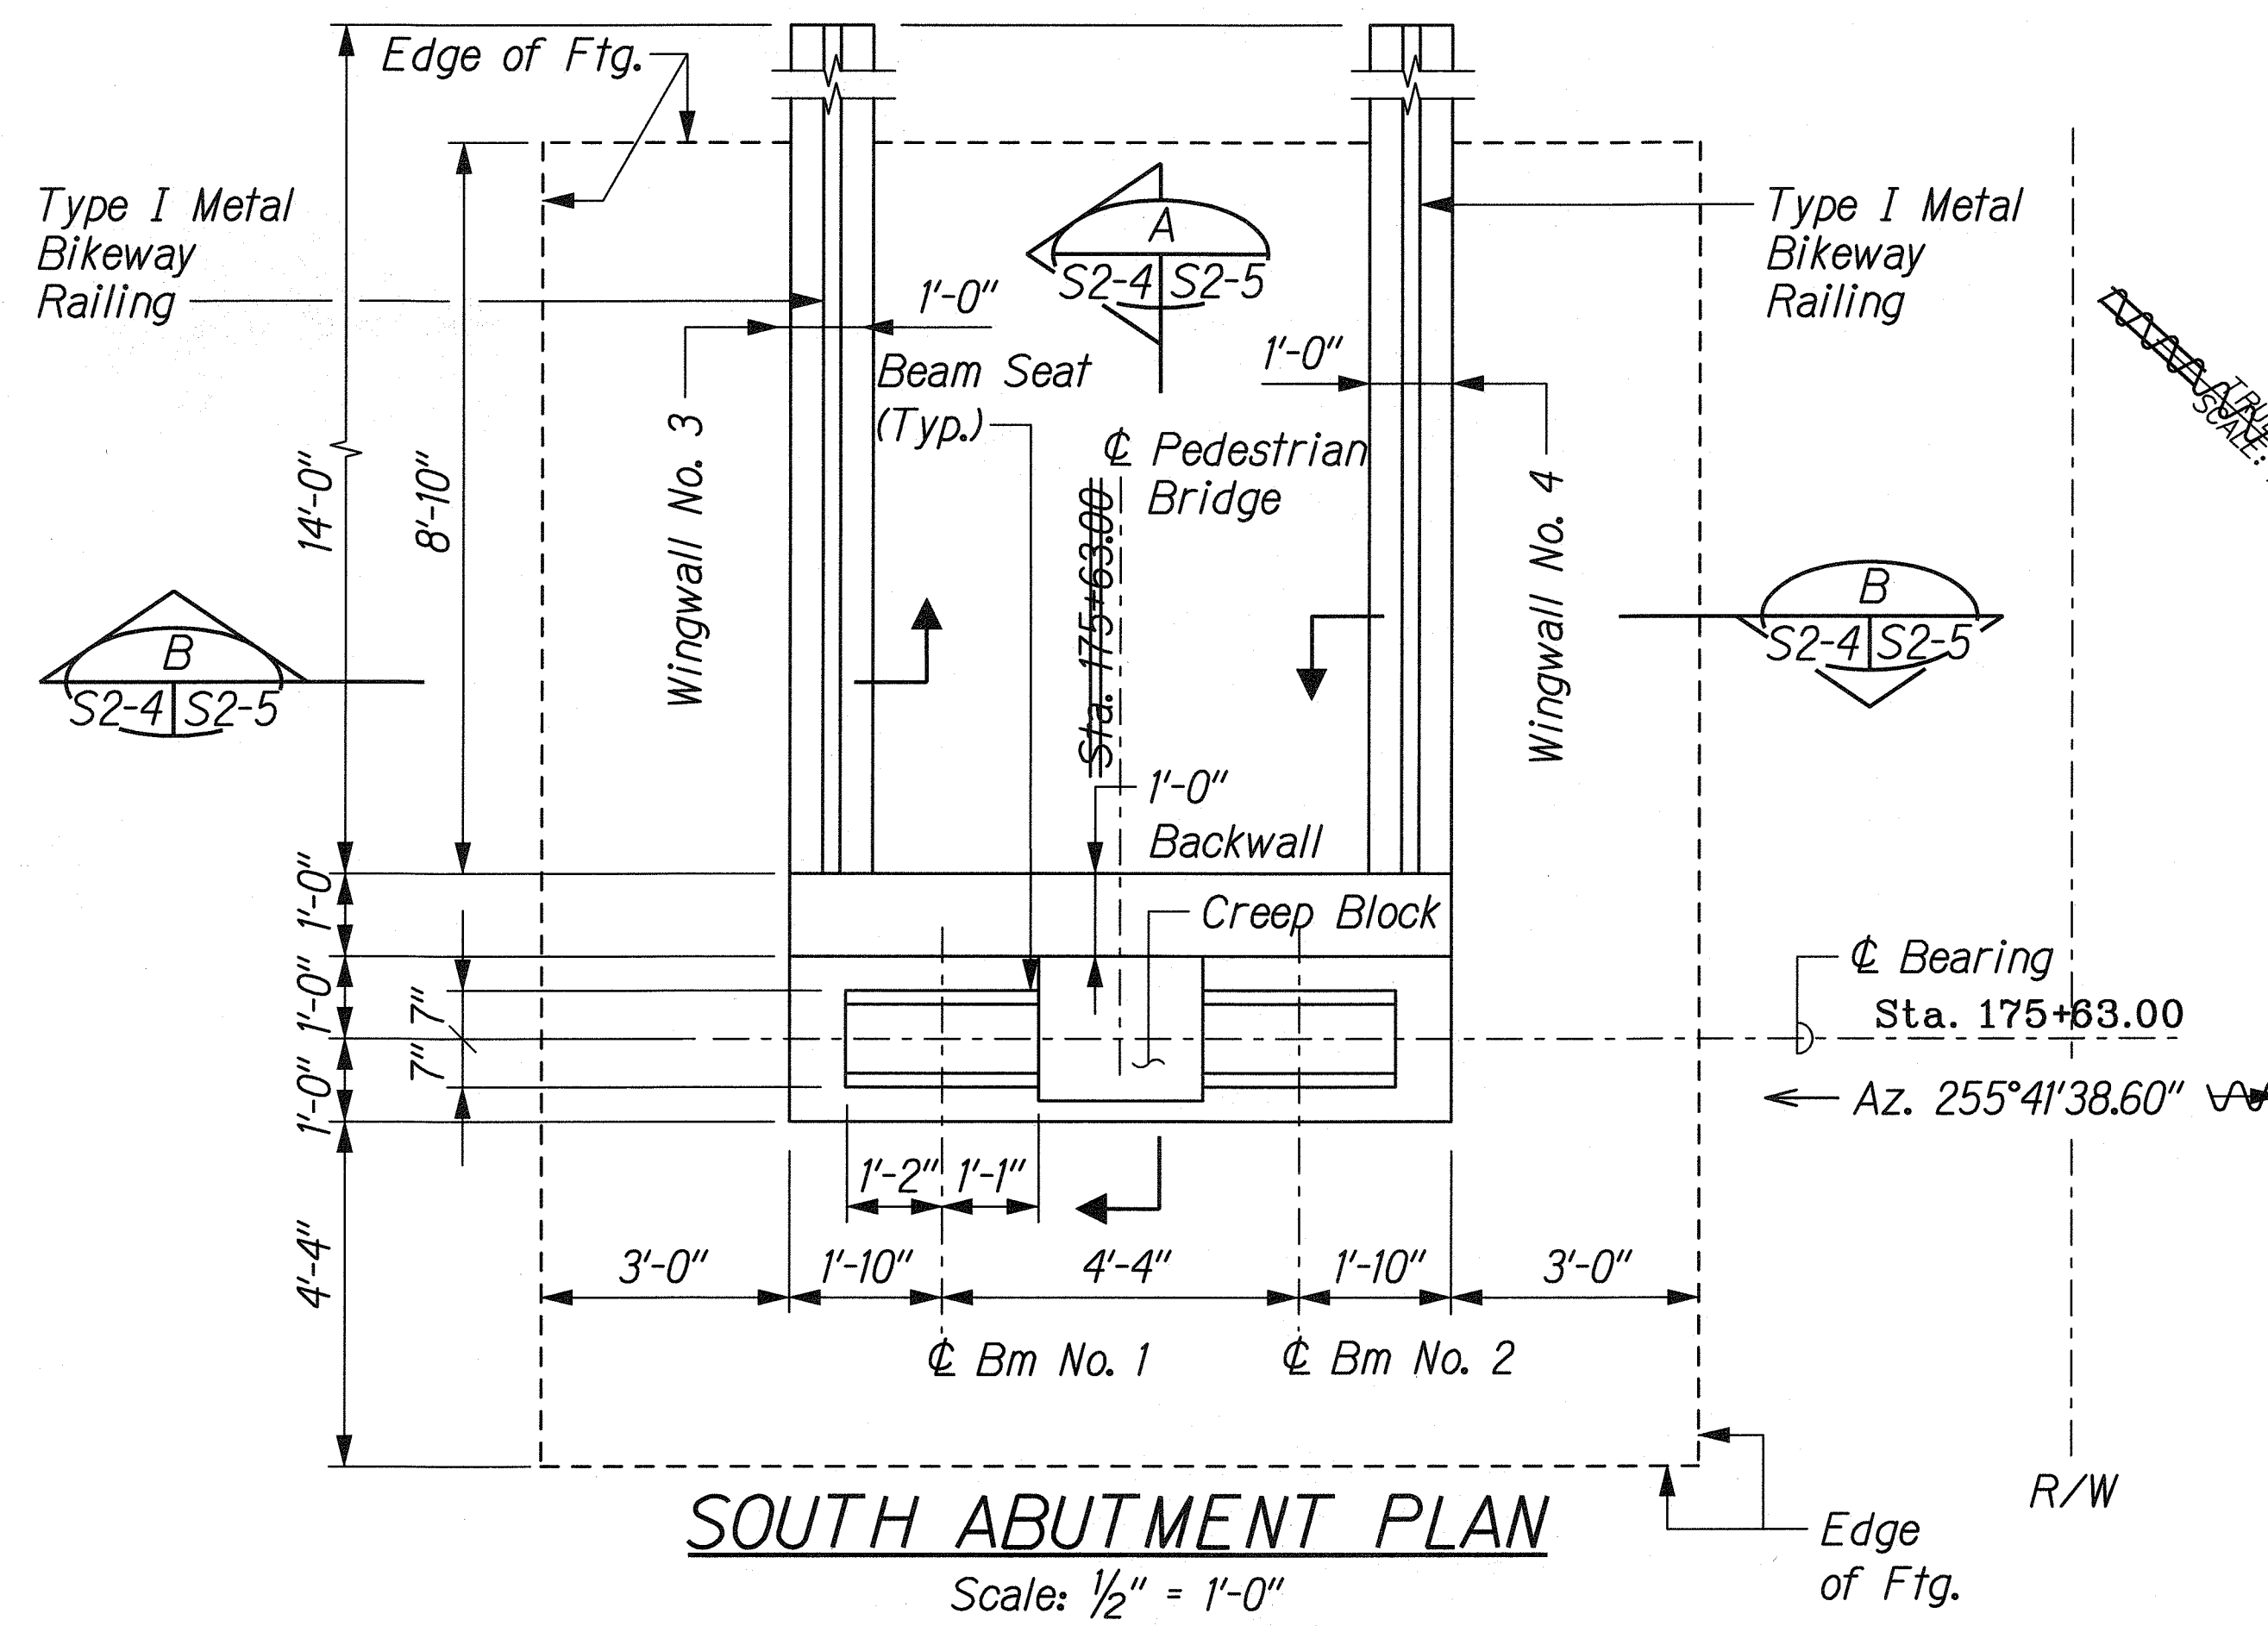 Edge of Ftg.
Type I Metal
Bikeway
Railing
Type I Metal
Bikeway
Railing
A
S2-4 S2-5
1'-0"
1'-0"
Beam Seat
(Typ.)
℄ Pedestrian
Bridge
Sta. 175+63.00
Wingwall No. 3
Wingwall No. 4
14'-0"
8'-10"
B
S2-4 S2-5
B
S2-4 S2-5
1'-0"
Backwall
Creep Block
1'-0"
1'-0"
1'-0"
7"
7"
4'-4"
℄ Bearing
Sta. 175+63.00
Az. 255°41'38.60"
1'-2" 1'-1"
3'-0" 1'-10" 4'-4" 1'-10" 3'-0"
℄ Bm No. 1
℄ Bm No. 2
R/W
Edge
of Ftg.
SOUTH ABUTMENT PLAN
Scale: ½" = 1'-0"
SCALE: